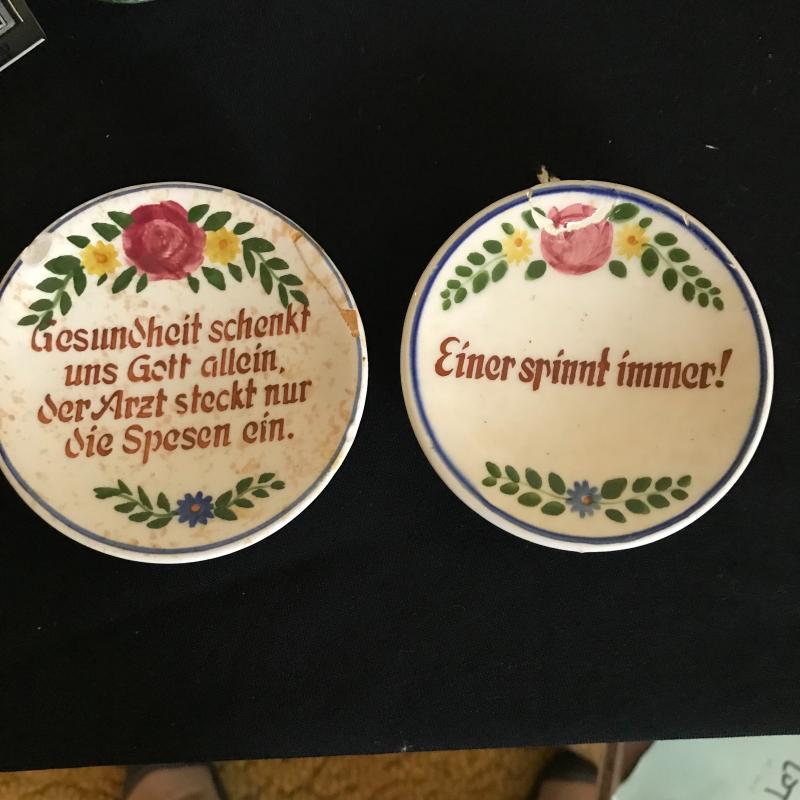 Gesundheit schenkt
uns Gott allein,
der Arzt steckt nur
die Spesen ein.
Einer spinnt immer!